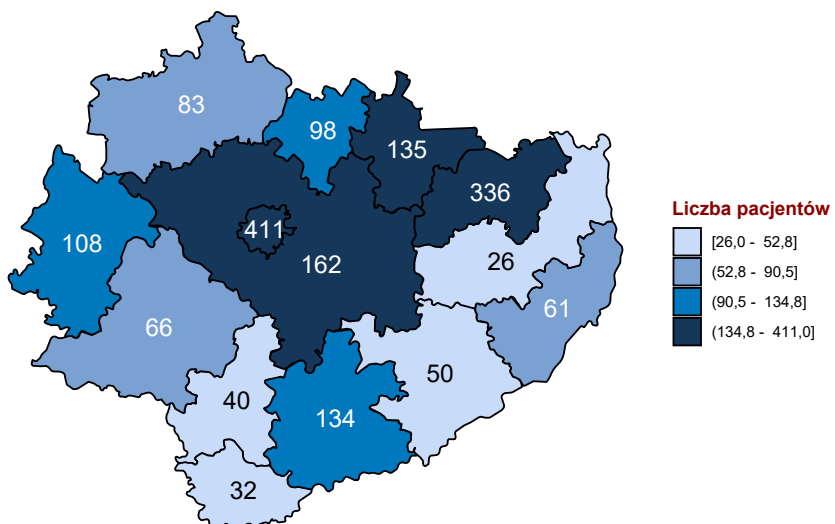 83
98
135
336
108
411
162
26
61
66
50
40
134
32
Liczba pacjentów
[26,0 - 52,8]
(52,8 - 90,5]
(90,5 - 134,8]
(134,8 - 411,0]